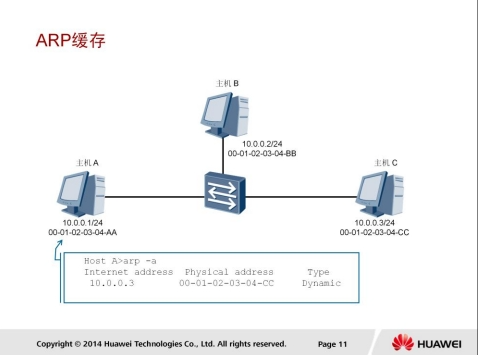 ARP缓存
主机 B
10.0.0.2/24
00-01-02-03-04-BB
主机 A
主机 C
10.0.0.1/24
00-01-02-03-04-AA
10.0.0.3/24
00-01-02-03-04-CC
Host A>arp -a
Internet address Physical address Type
10.0.0.3 00-01-02-03-04-CC Dynamic
Copyright © 2014 Huawei Technologies Co., Ltd. All rights reserved. Page 11 HUAWEI